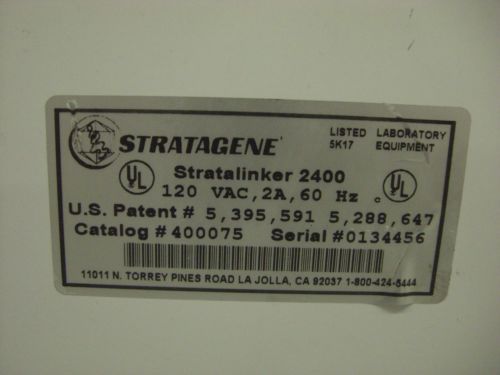 STRATAGENE
LISTED LABORATORY
5K17 EQUIPMENT
Stratalinker 2400
UL
UL
120 VAC,2A,60 Hz.
U.S. Patent # 5,395,591 5,288,647
Catalog #400075 Serial #0134456
11011 N. TORREY PINES ROAD LA JOLLA, CA 92037 1-800-424-5444